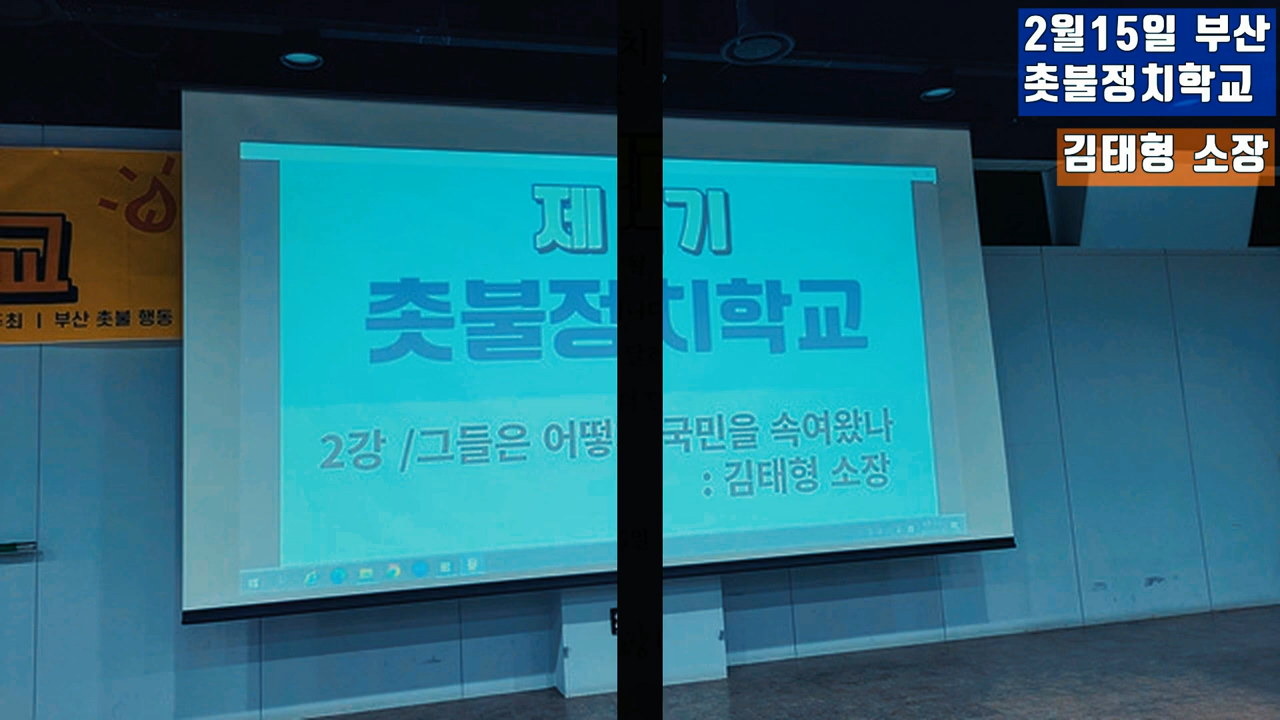 2월15일 부산
촛불정치학교
김태형 소장
교
최 | 부산 촛불 행동
제 기
촛불정치학교
2강 /그들은 어떻 국민을 속여왔나
: 김태형 소장